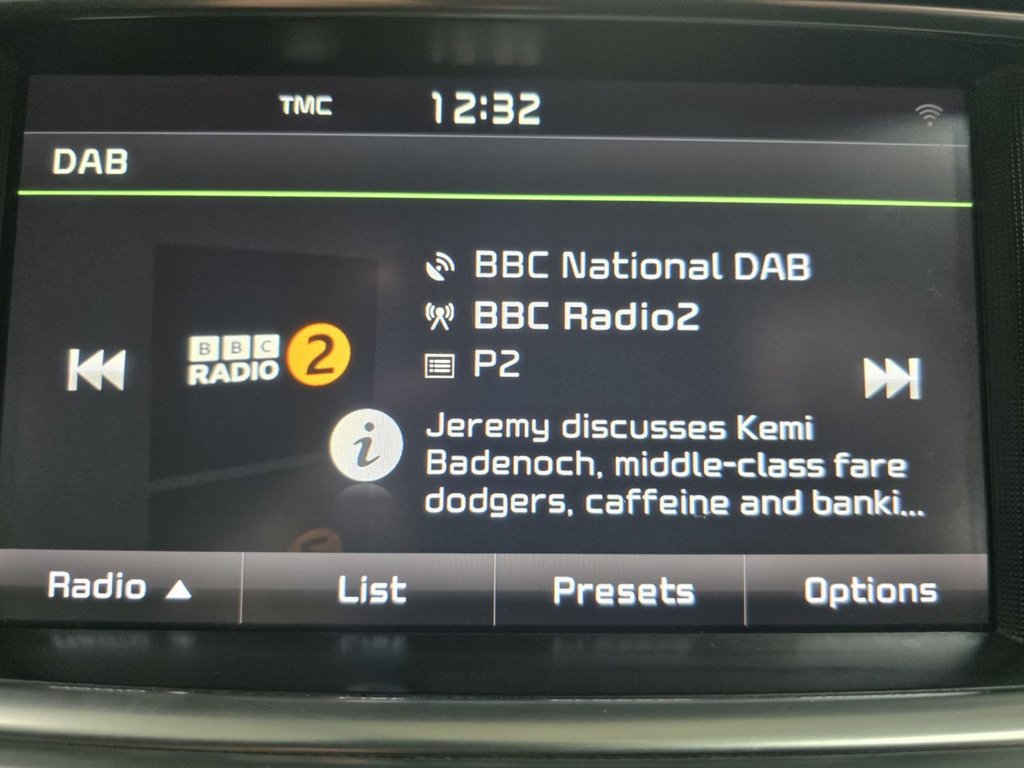 TMC 12:32
DAB
BBC National DAB
BBC Radio2
P2
BBC
RADIO 2
i
Jeremy discusses Kemi
Badenoch, middle-class fare
dodgers, caffeine and banki...
Radio ▲ List Presets Options